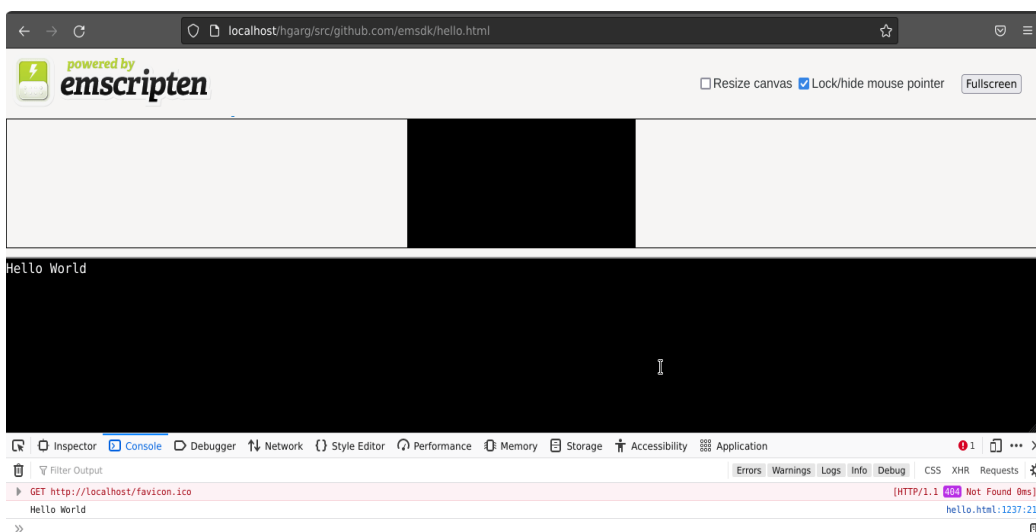 localhost/hgarg/src/github.com/emsdk/hello.html
powered by
emscripten
Resize canvas Lock/hide mouse pointer Fullscreen
Hello World
Inspector Console Debugger Network Style Editor Performance Memory Storage Accessibility Application 1
Filter Output Errors Warnings Logs Info Debug CSS XHR Requests
GET http://localhost/favicon.ico [HTTP/1.1 404 Not Found 0ms]
Hello World hello.html:1237:21